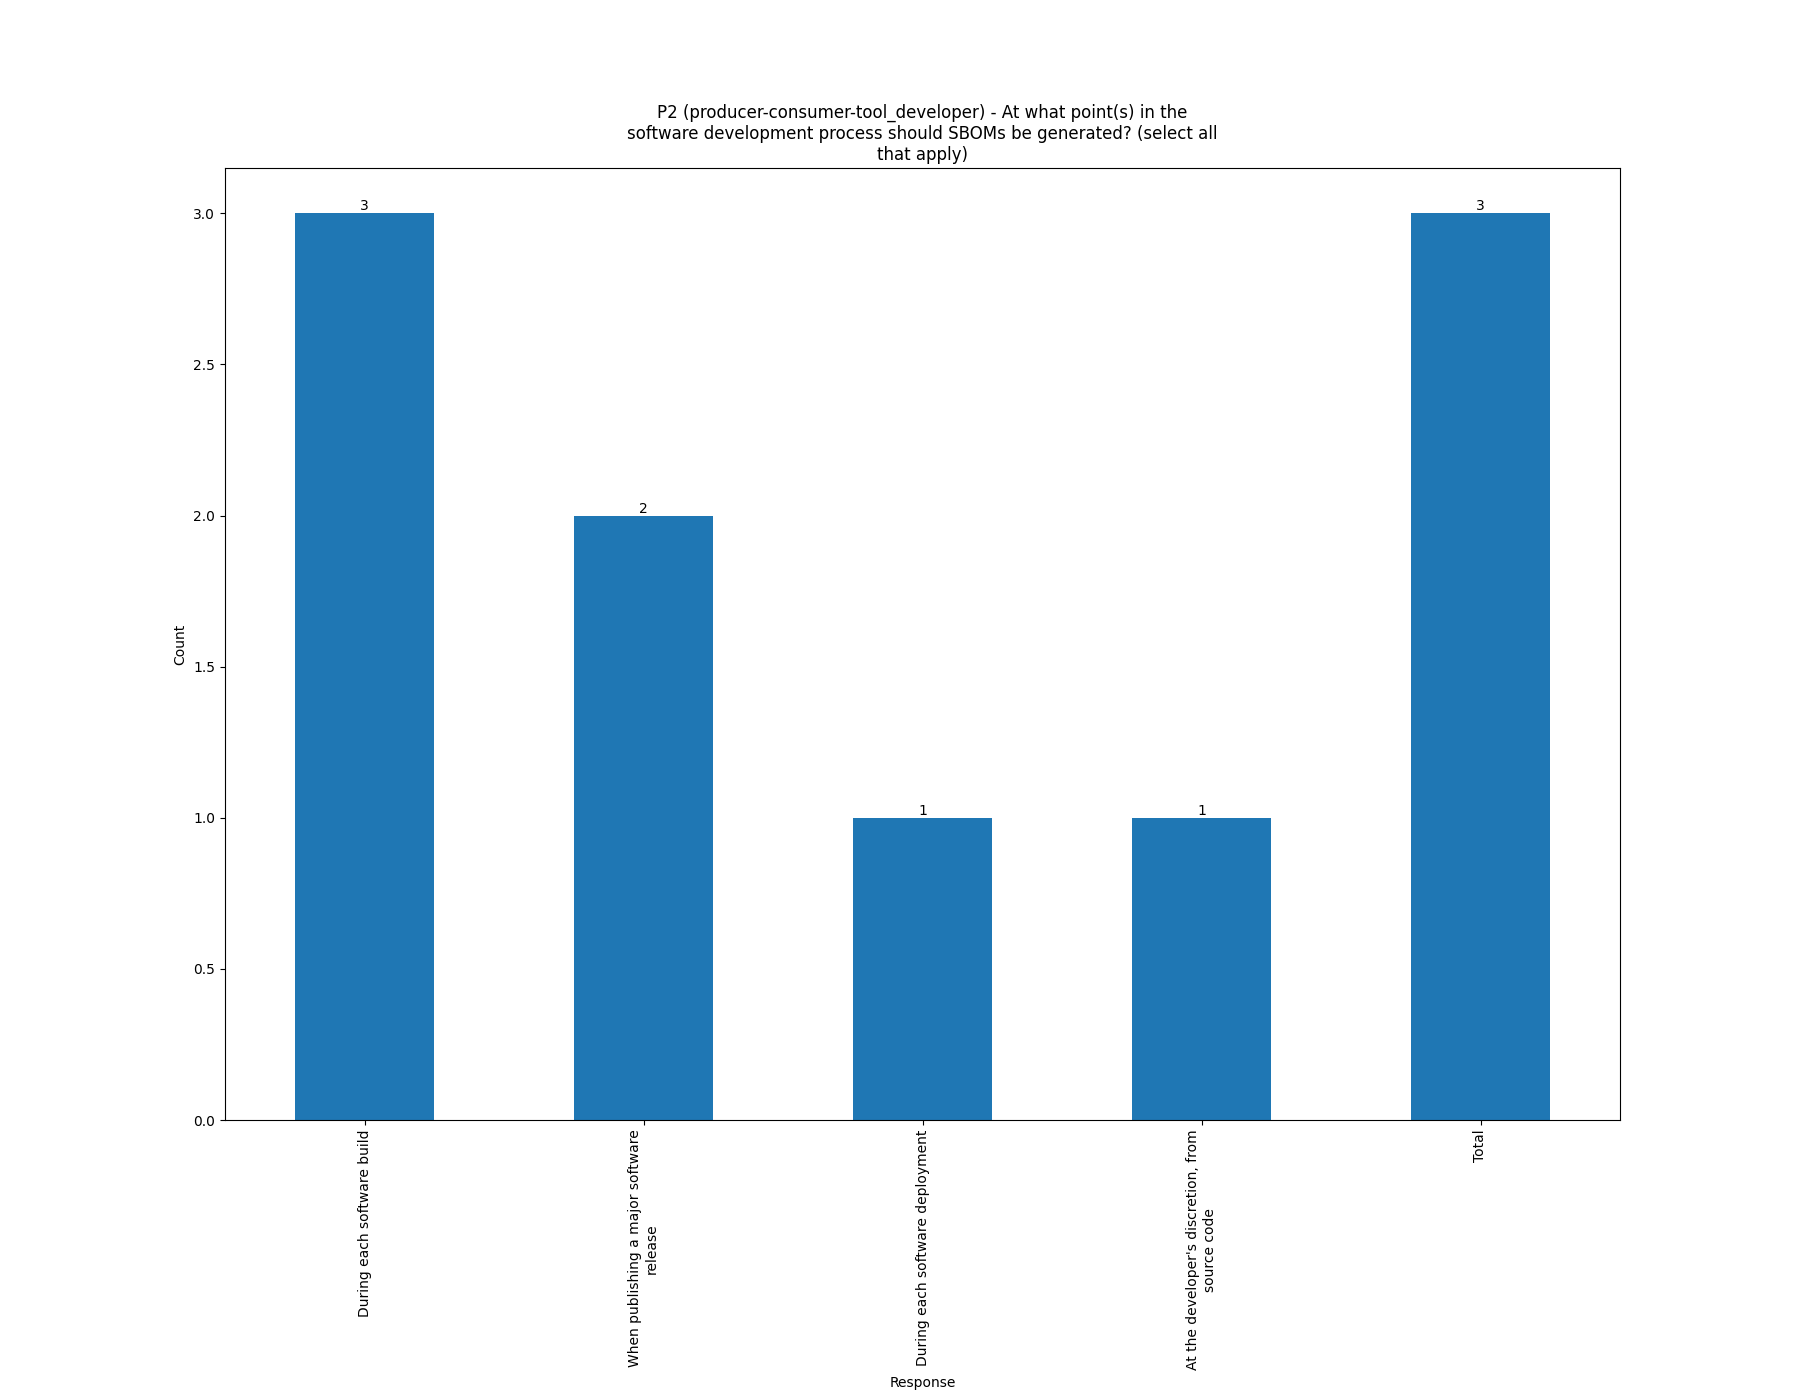 P2 (producer-consumer-tool_developer) - At what point(s) in the
software development process should SBOMs be generated? (select all
that apply)
3
2
1
1
3
3.0
2.5
2.0
1.5
1.0
0.5
0.0
Count
During each software build
When publishing a major software
release
During each software deployment
At the developer's discretion, from
source code
Total
Response